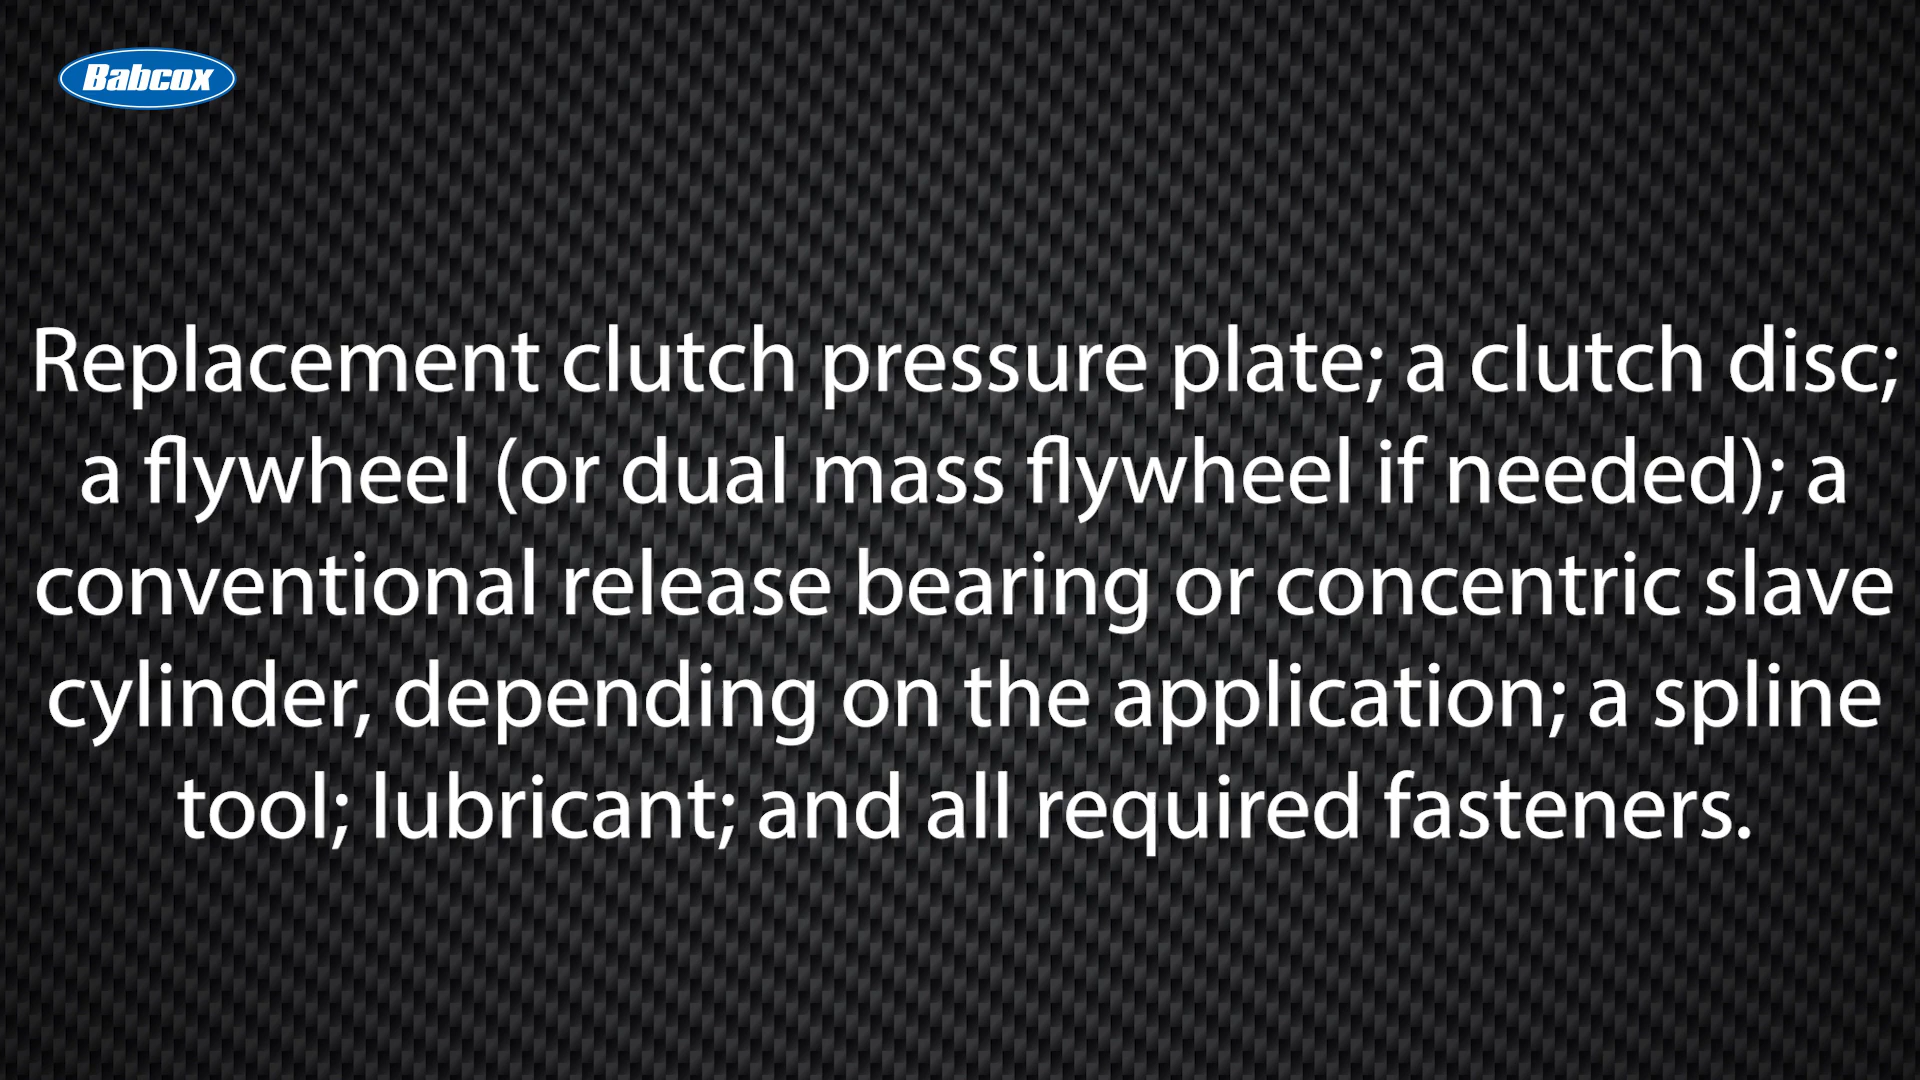 Babcox
Replacement clutch pressure plate; a clutch disc;
a flywheel (or dual mass flywheel if needed); a
conventional release bearing or concentric slave
cylinder, depending on the application; a spline
tool; lubricant; and all required fasteners.